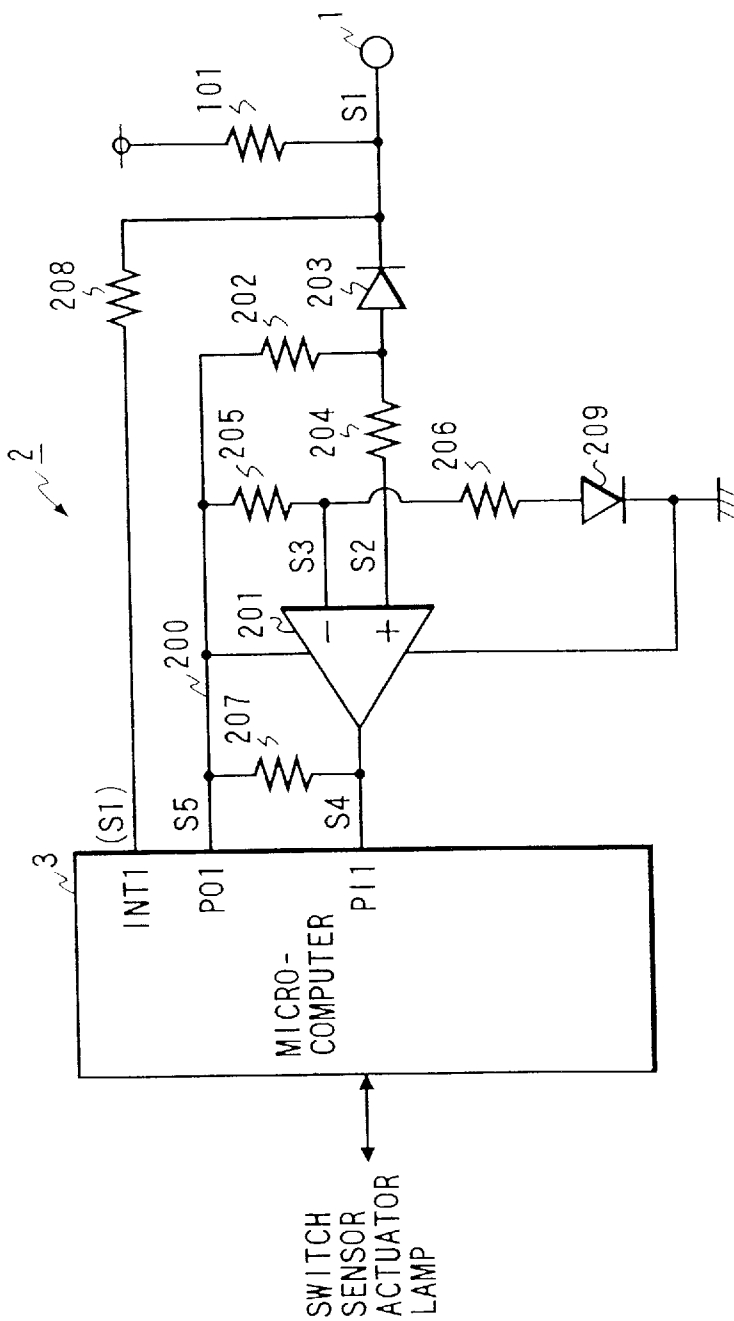 2
3
(S1)
INT1
PO1
PI1
MICRO-
COMPUTER
SWITCH
SENSOR
ACTUATOR
LAMP
S5
S4
207
200
201
−
+
S3
S2
205
204
202
203
206
209
208
101
S1
1